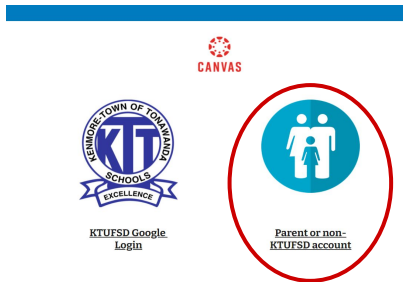 CANVAS
KENMORE-TOWN OF TONAWANDA
KTT
SCHOOLS
EXCELLENCE
KTUFSD Google
Login
Parent or non-
KTUFSD account